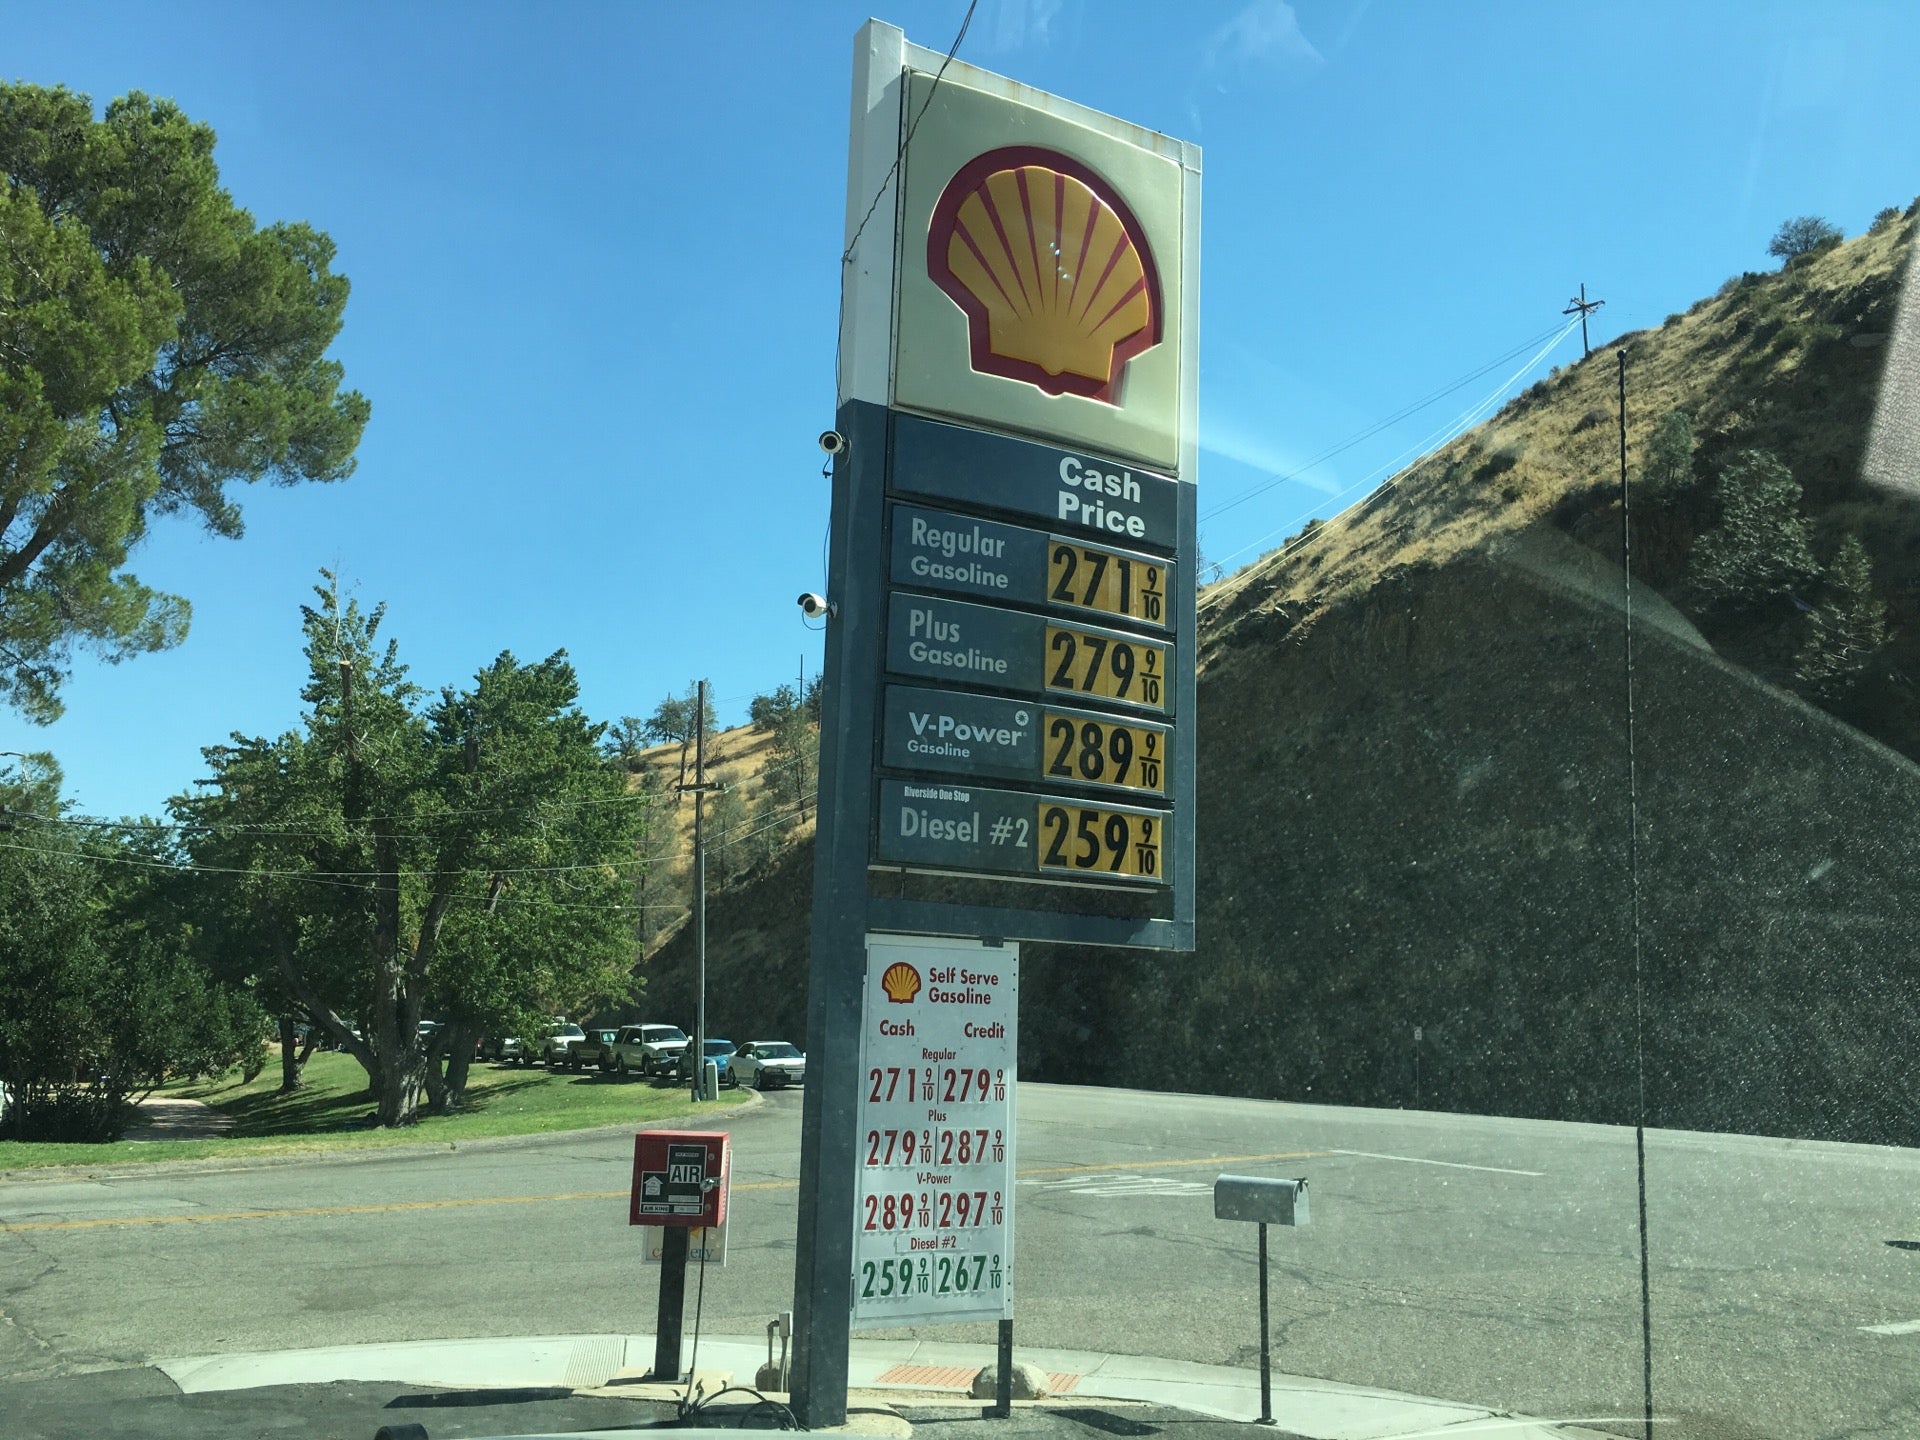 Cash
Price
Regular
Gasoline
271 9/10
Plus
Gasoline
279 9/10
V-Power
Gasoline
289 9/10
Riverside One Stop
Diesel #2
259 9/10
Self Serve
Gasoline
Cash Credit
Regular
271 9/10 279 9/10
Plus
279 9/10 287 9/10
V-Power
289 9/10 297 9/10
Diesel #2
259 9/10 267 9/10
AIR
AIR KING